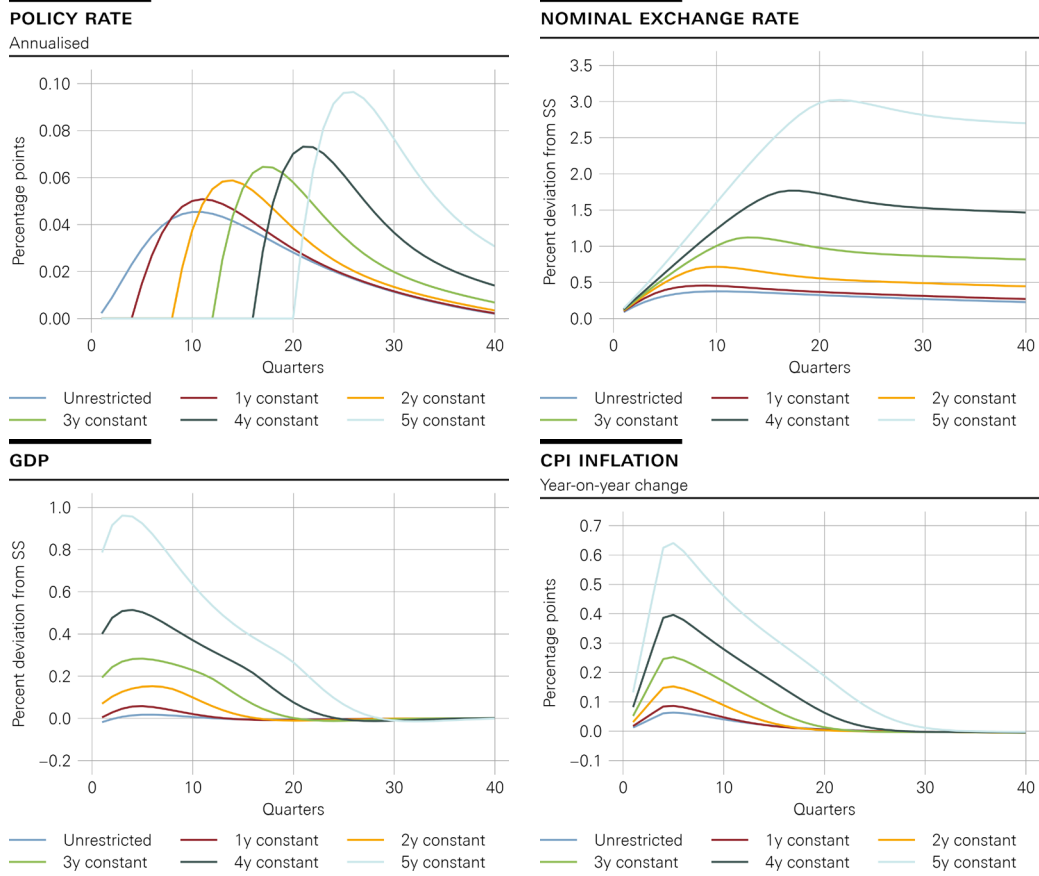 POLICY RATE
Annualised
Percentage points
0.10
0.08
0.06
0.04
0.02
0.00
0 10 20 30 40
Quarters
Unrestricted 1y constant 2y constant
3y constant 4y constant 5y constant
NOMINAL EXCHANGE RATE
Percent deviation from SS
3.5
3.0
2.5
2.0
1.5
1.0
0.5
0.0
0 10 20 30 40
Quarters
Unrestricted 1y constant 2y constant
3y constant 4y constant 5y constant
GDP
Percent deviation from SS
1.0
0.8
0.6
0.4
0.2
0.0
−0.2
0 10 20 30 40
Quarters
Unrestricted 1y constant 2y constant
3y constant 4y constant 5y constant
CPI INFLATION
Year-on-year change
Percentage points
0.7
0.6
0.5
0.4
0.3
0.2
0.1
0.0
−0.1
0 10 20 30 40
Quarters
Unrestricted 1y constant 2y constant
3y constant 4y constant 5y constant